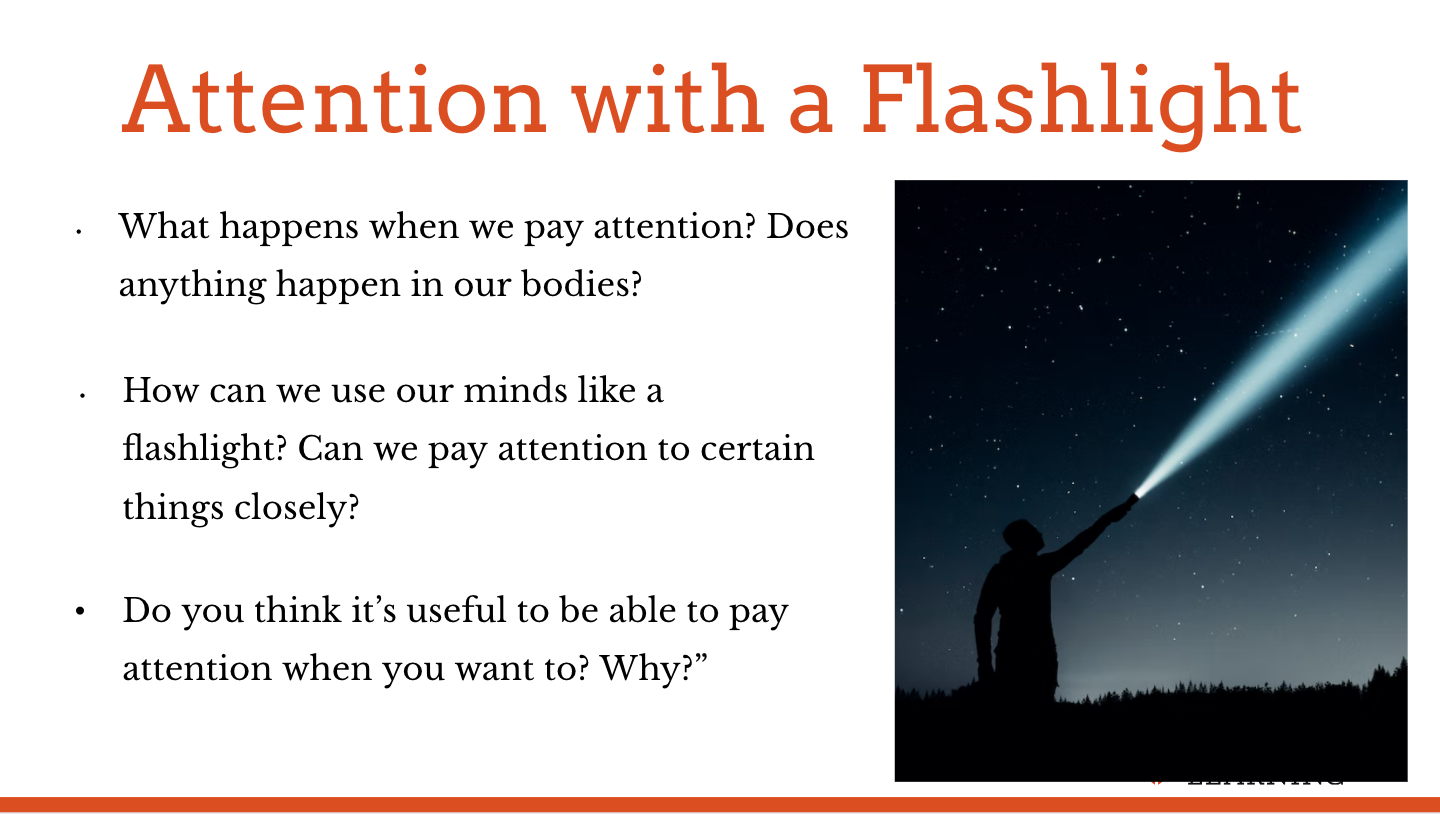 Attention with a Flashlight
• What happens when we pay attention? Does
anything happen in our bodies?
• How can we use our minds like a
flashlight? Can we pay attention to certain
things closely?
• Do you think it’s useful to be able to pay
attention when you want to? Why?”